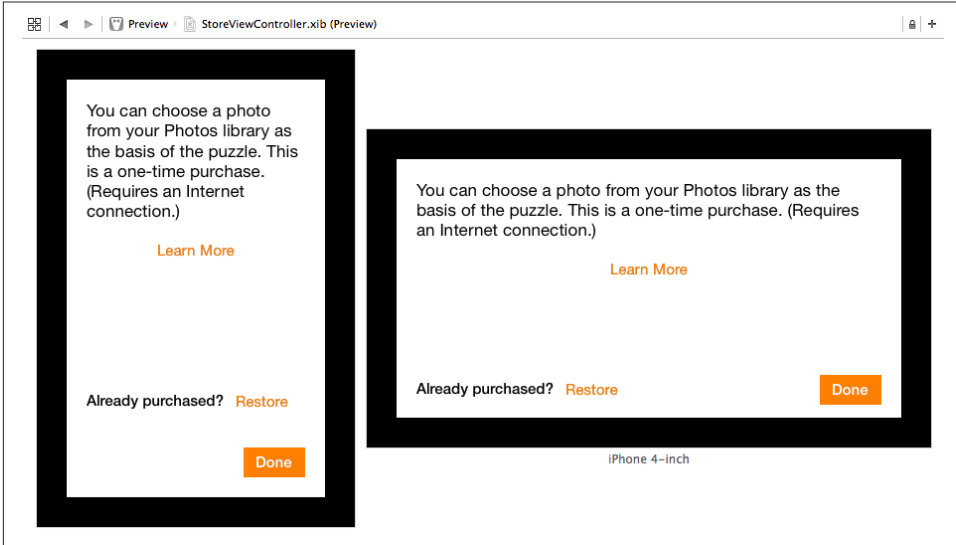 Preview StoreViewController.xib (Preview)
You can choose a photo
from your Photos library as
the basis of the puzzle. This
is a one-time purchase.
(Requires an Internet
connection.)
Learn More
Already purchased? Restore
Done
You can choose a photo from your Photos library as the
basis of the puzzle. This is a one-time purchase. (Requires
an Internet connection.)
Learn More
Already purchased? Restore
Done
iPhone 4-inch